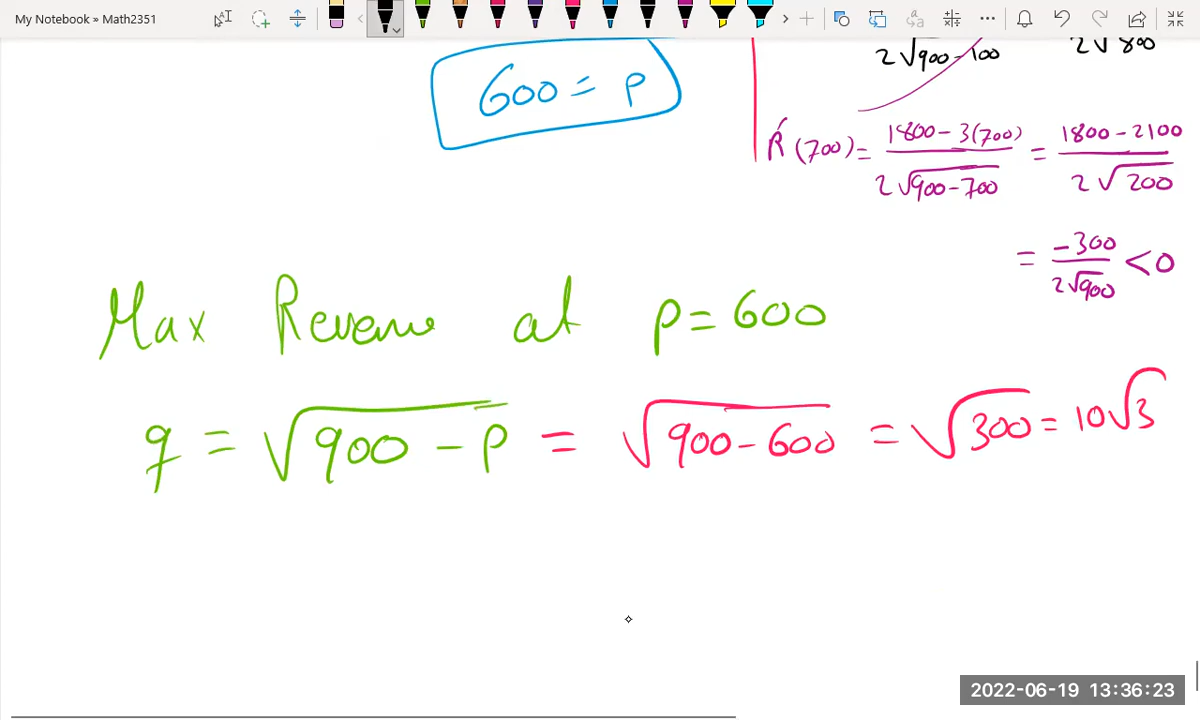 My Notebook » Math2351
600 = p
2√900-100
2√800
R'(700) = 1800-3(700) / 2√900-700 = 1800-2100 / 2√200
= -300 / 2√900 < 0
Max Revenue at p = 600
q = √900 - p = √900-600 = √300 = 10√3
2022-06-19 13:36:23